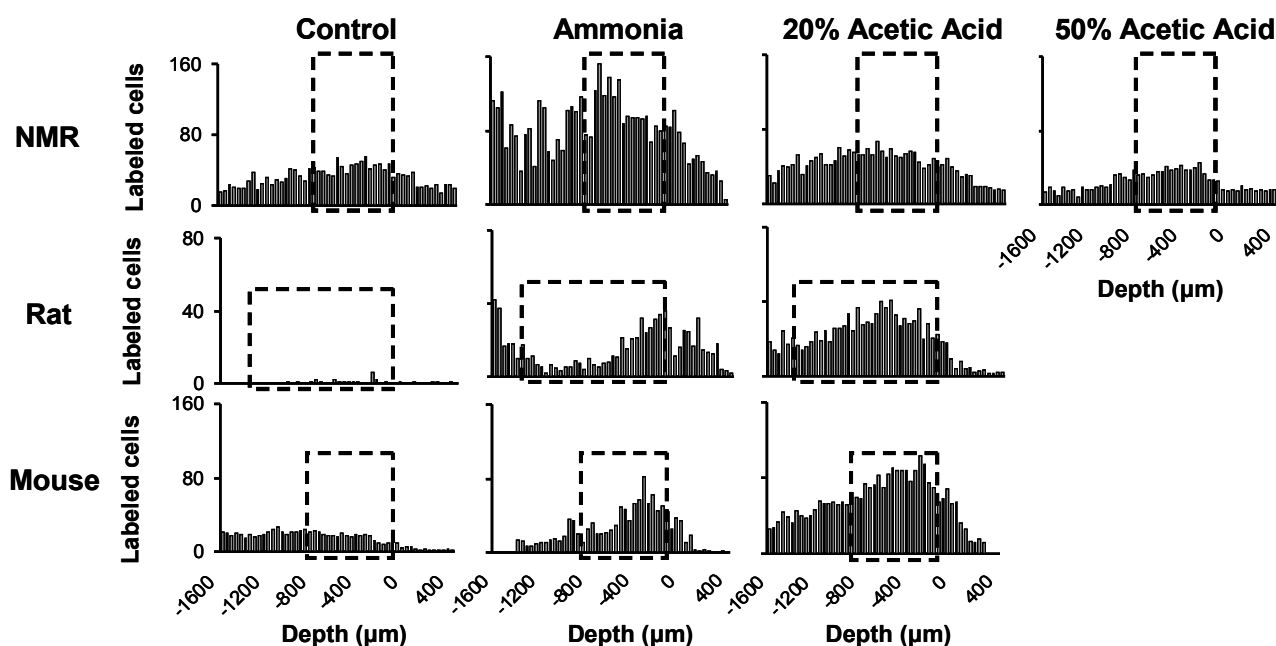 Control Ammonia 20% Acetic Acid 50% Acetic Acid
NMR
Labeled cells
160
80
0
-1600 -1200 -800 -400 0 400
Depth (µm)
Rat
Labeled cells
80
40
0
Mouse
Labeled cells
160
80
0
-1600 -1200 -800 -400 0 400
-1600 -1200 -800 -400 0 400
-1600 -1200 -800 -400 0 400
Depth (µm) Depth (µm) Depth (µm)